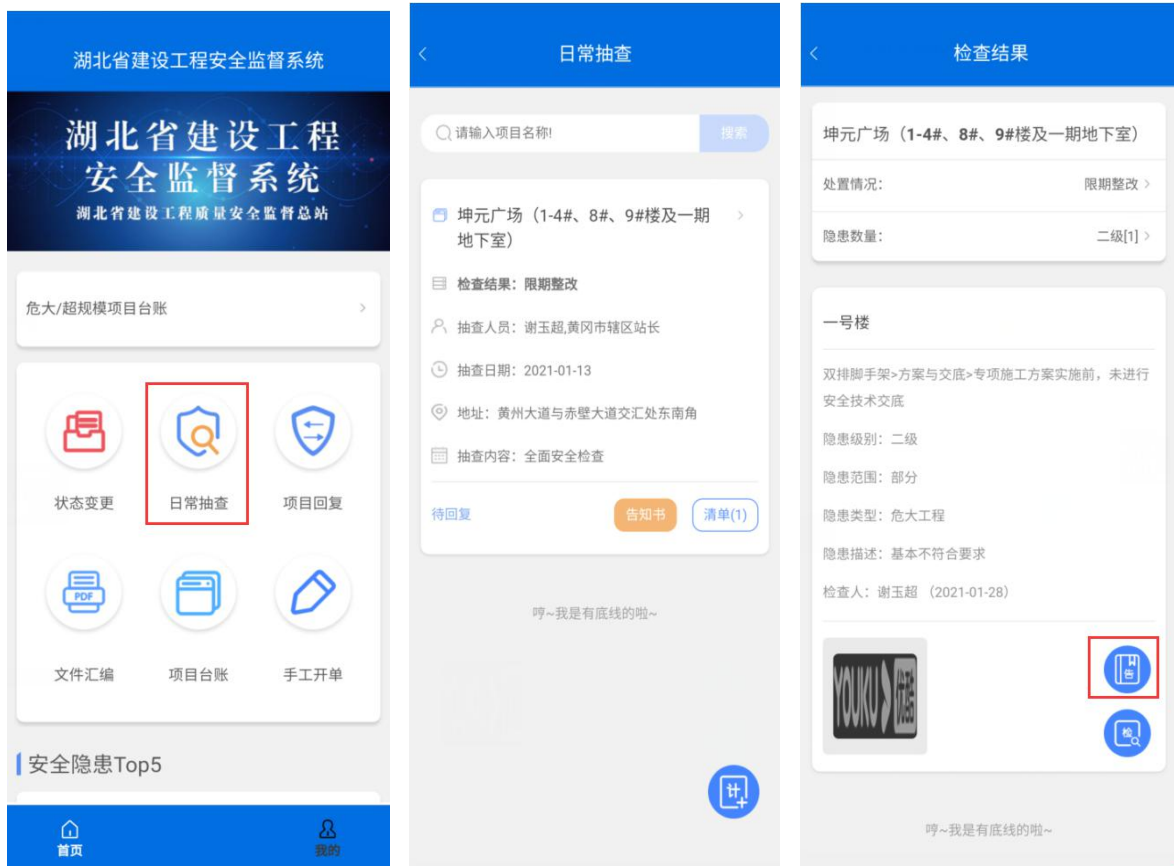 湖北省建设工程安全监督系统
湖北省建设工程
安全监督系统
湖北省建设工程质量安全监督总站
危大/超规模项目台账
状态变更
日常抽查
项目回复
PDF
文件汇编
项目台账
手工开单
安全隐患Top5
首页
我的
日常抽查
请输入项目名称!
搜索
坤元广场（1-4#、8#、9#楼及一期
地下室）
检查结果：限期整改
抽查人员：谢玉超,黄冈市辖区站长
抽查日期：2021-01-13
地址：黄州大道与赤壁大道交汇处东南角
抽查内容：全面安全检查
待回复
告知书
清单(1)
哼~我是有底线的啦~
计
检查结果
坤元广场（1-4#、8#、9#楼及一期地下室）
处置情况：
限期整改
隐患数量：
二级[1]
一号楼
双排脚手架>方案与交底>专项施工方案实施前，未进行
安全技术交底
隐患级别：二级
隐患范围：部分
隐患类型：危大工程
隐患描述：基本不符合要求
检查人：谢玉超 （2021-01-28）
YOUKU 优酷
告
检
哼~我是有底线的啦~